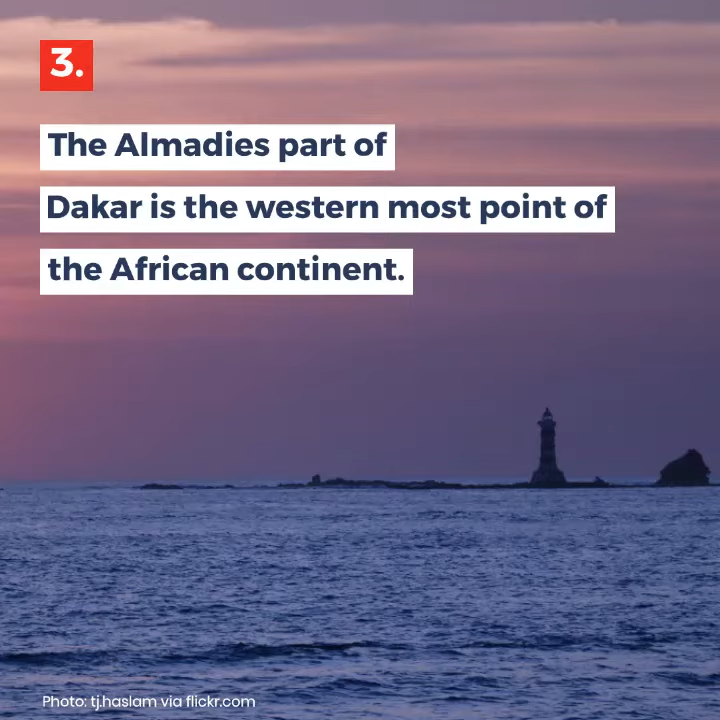 3.
The Almadies part of
Dakar is the western most point of
the African continent.
Photo: tj.haslam via flickr.com